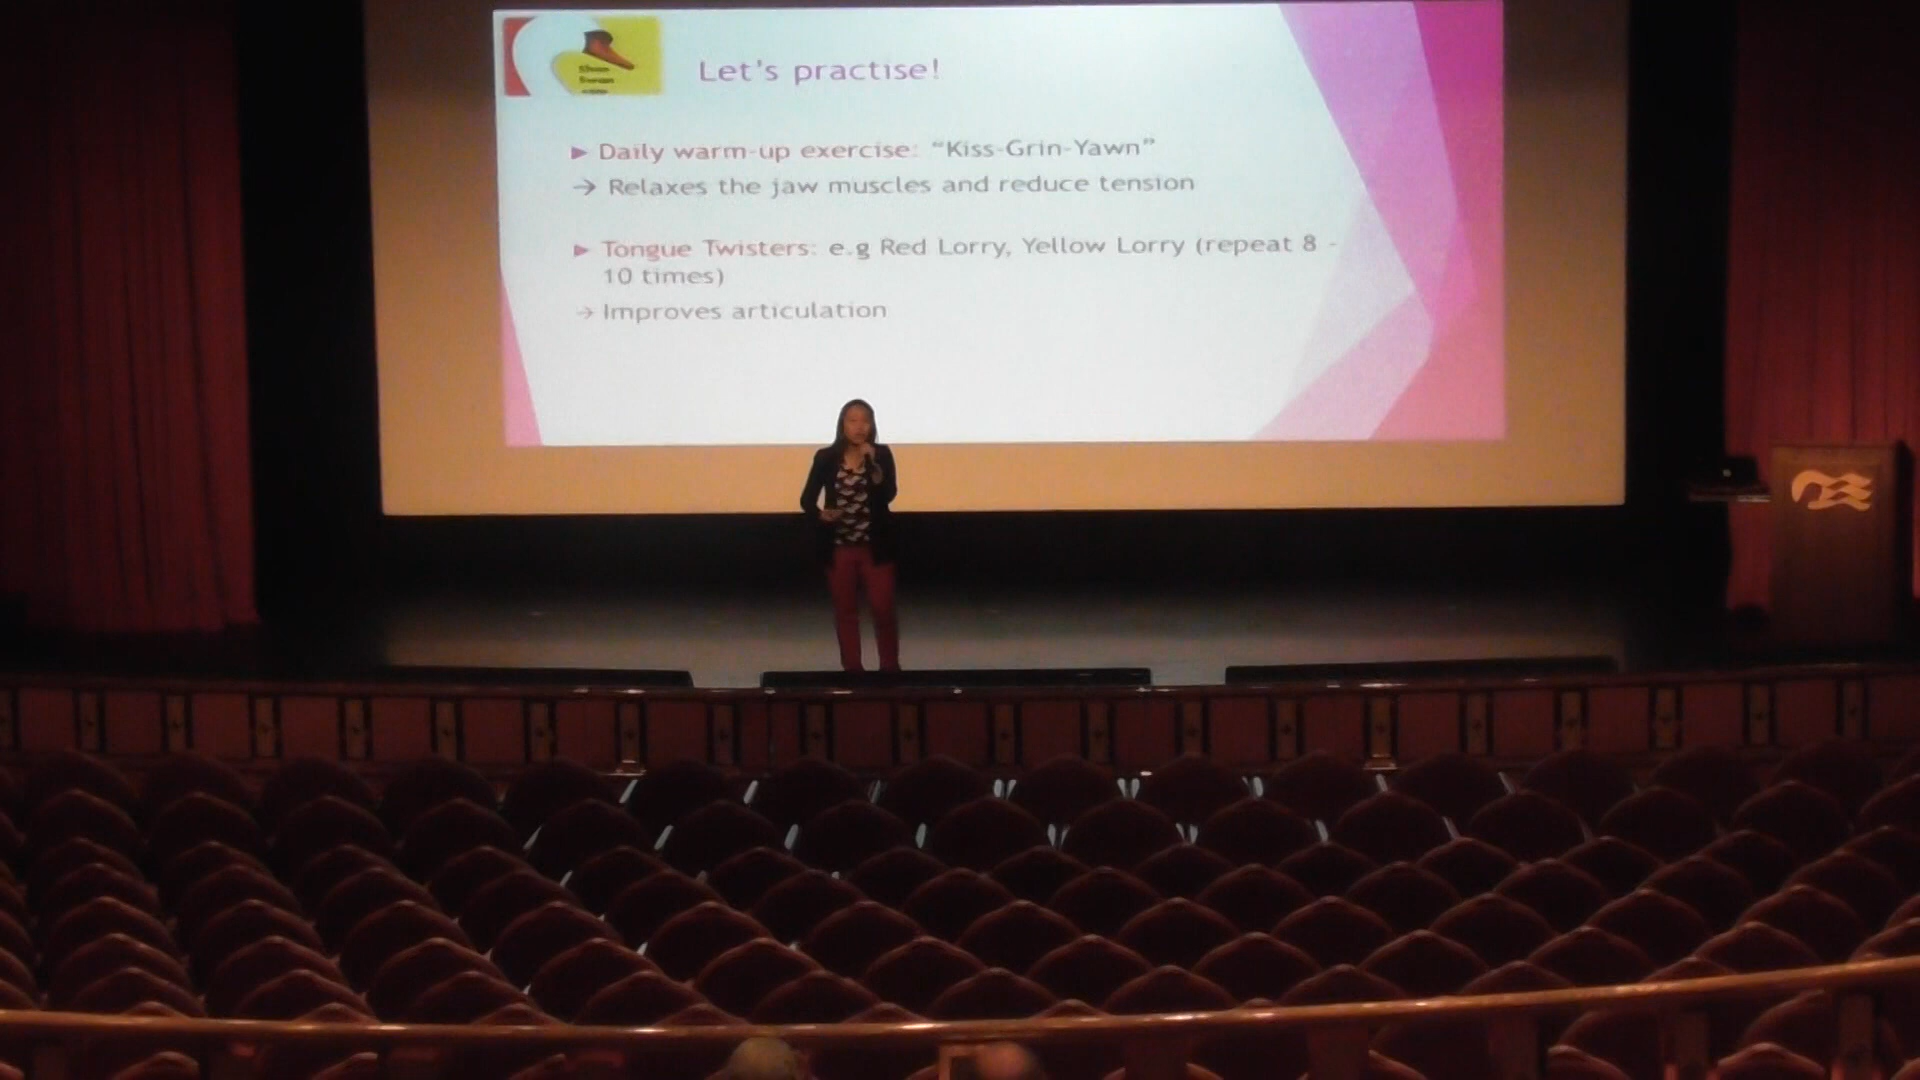 Let's practise!
► Daily warm-up exercise: "Kiss-Grin-Yawn"
→ Relaxes the jaw muscles and reduce tension
► Tongue Twisters: e.g Red Lorry, Yellow Lorry (repeat 8 -
10 times)
→ Improves articulation